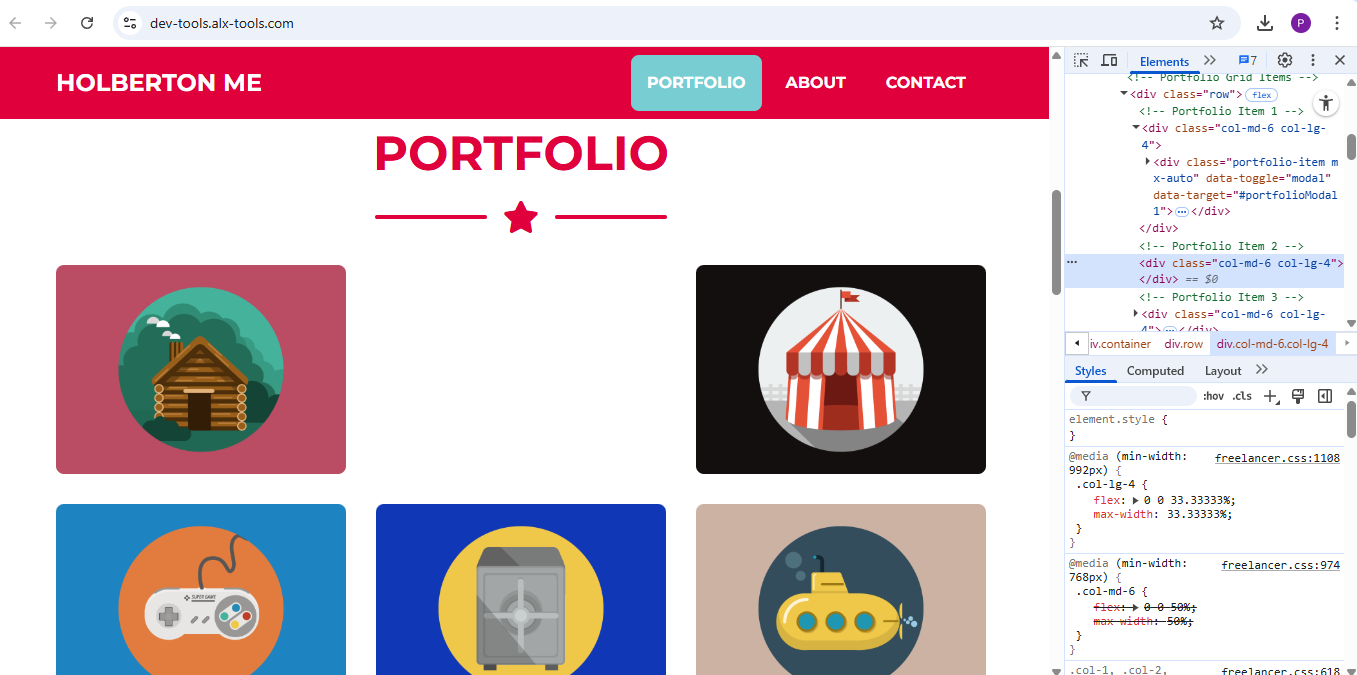 dev-tools.alx-tools.com
P
HOLBERTON ME
PORTFOLIO
ABOUT
CONTACT
PORTFOLIO
SUPER GAME
Elements
7
<!-- Portfolio Grid Items -->
<div class="row"> flex
<!-- Portfolio Item 1 -->
<div class="col-md-6 col-lg-
4">
<div class="portfolio-item m
x-auto" data-toggle="modal"
data-target="#portfolioModal
1"> … </div>
</div>
<!-- Portfolio Item 2 -->
… <div class="col-md-6 col-lg-4">
</div> == $0
<!-- Portfolio Item 3 -->
<div class="col-md-6 col-lg-
4"> … </div>
iv.container div.row div.col-md-6.col-lg-4
Styles Computed Layout
:hov .cls
element.style {
}
@media (min-width: freelancer.css:1108
992px) {
.col-lg-4 {
flex: 0 0 33.33333%;
max-width: 33.33333%;
}
}
@media (min-width: freelancer.css:974
768px) {
.col-md-6 {
flex: 0 0 50%;
max-width: 50%;
}
}
.col-1, .col-2, freelancer.css:618